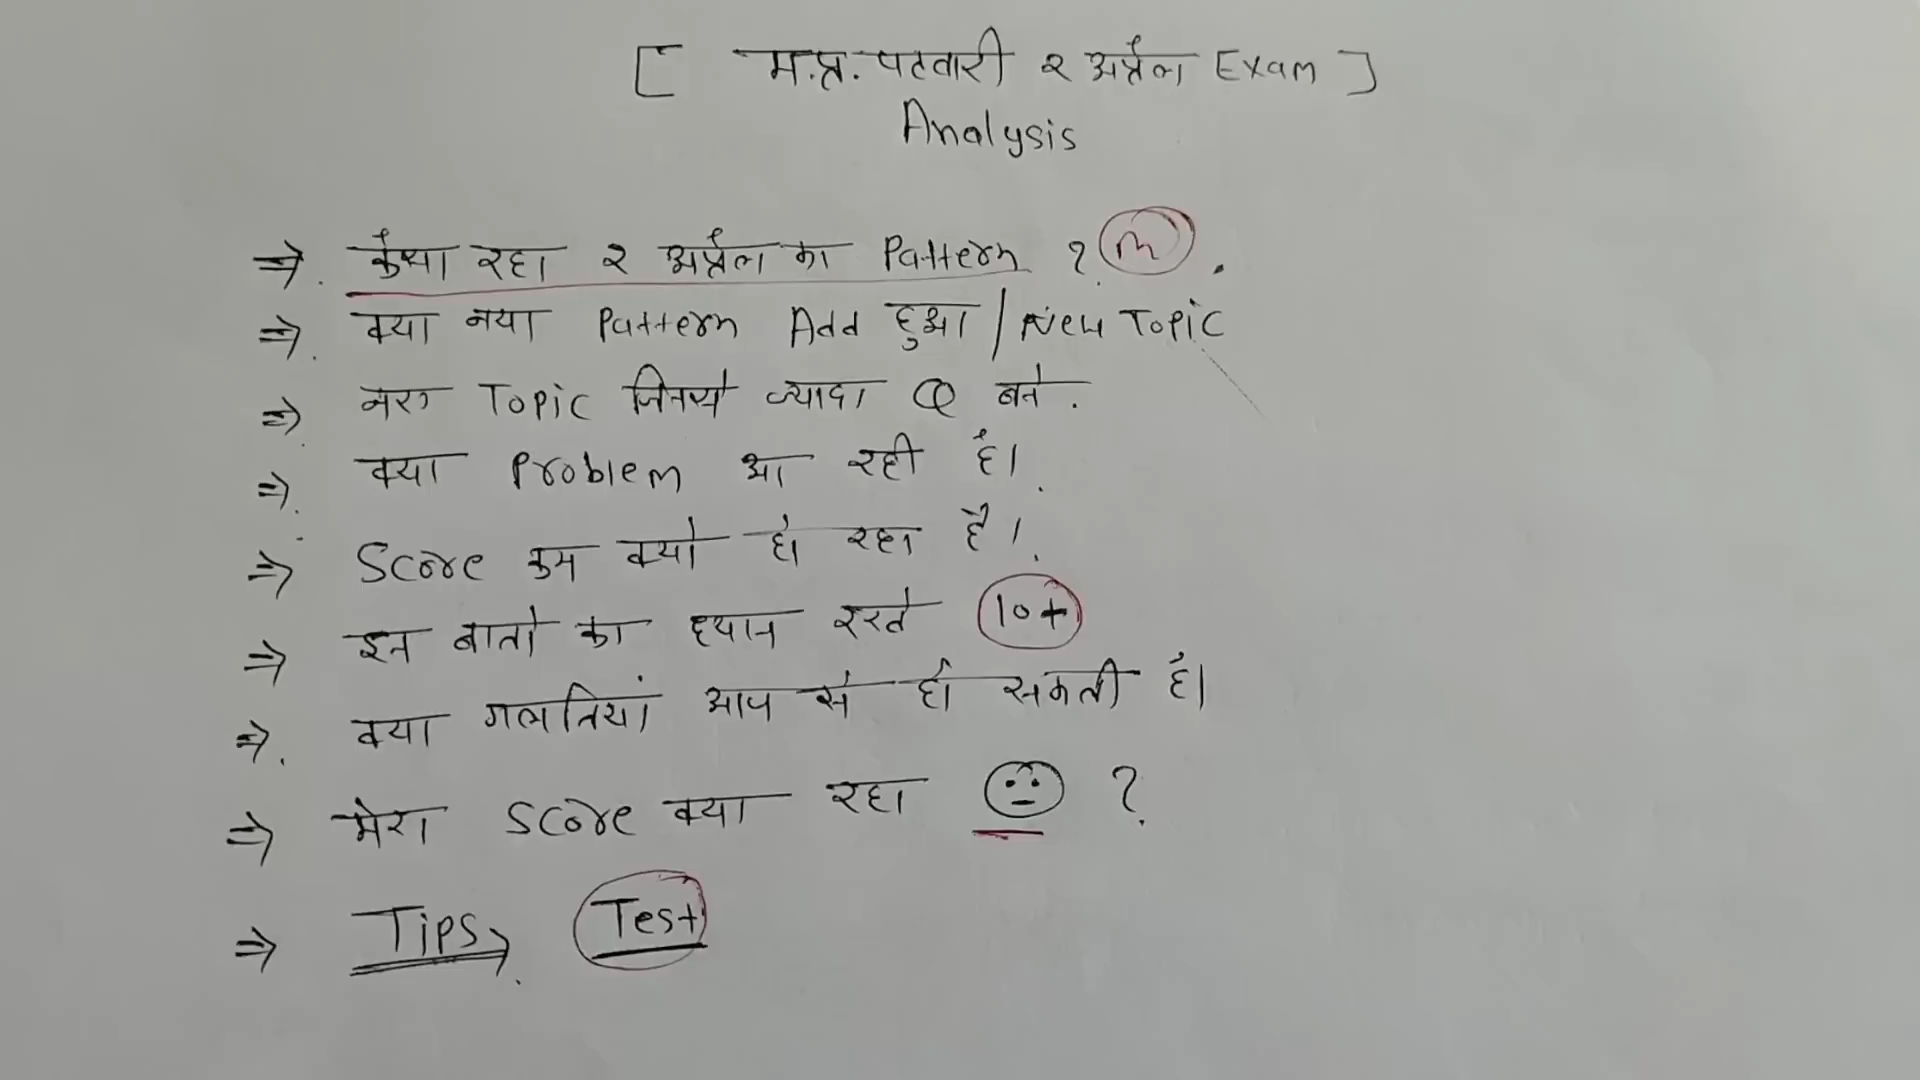 [ म.प्र. पटवारी २ अप्रैल Exam ]
Analysis
⇒ कैसा रहा २ अप्रैल का Pattern ? m
⇒ क्या नया Pattern Add हुआ / New Topic
⇒ नए Topic जिनसे ज्यादा Q बने.
⇒ क्या Problem आ रही है।
⇒ Score कम क्यो हो रहा है।
⇒ इन बातो का ध्यान रखे 10+
⇒ क्या गलतियां आप से हो सकती है।
⇒ मेरा Score क्या रहा ?
⇒ Tips Test